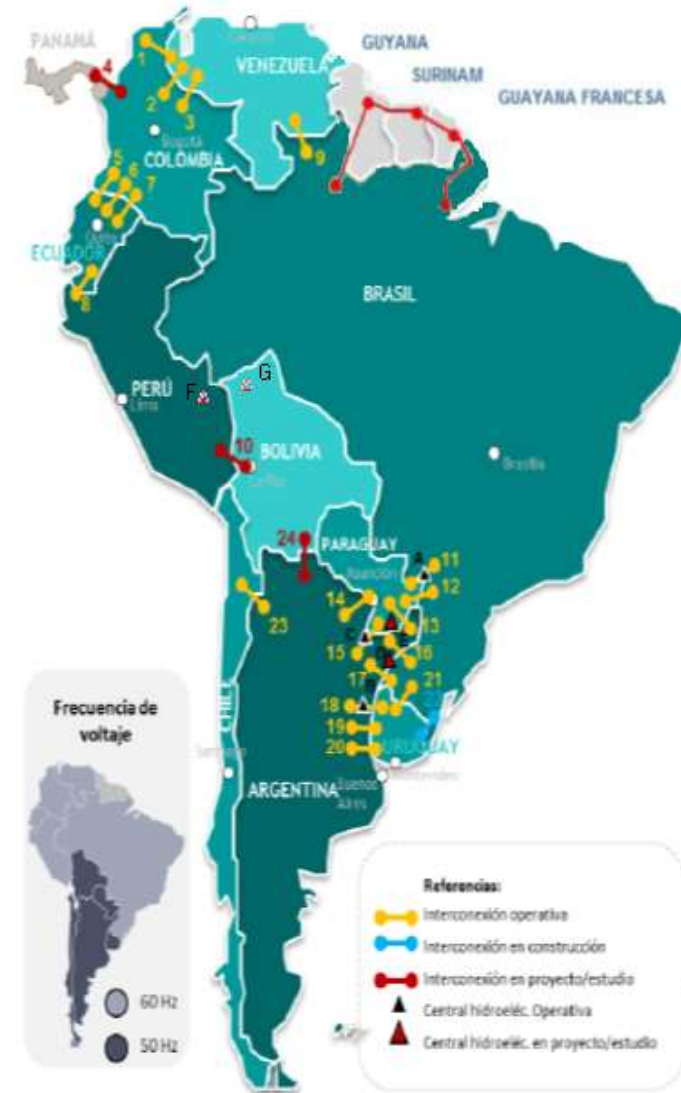 PANAMÁ
4
1
VENEZUELA
GUYANA
SURINAM
GUAYANA FRANCESA
2
3
Bogotá
COLOMBIA
9
5
6
7
ECUADOR
8
BRASIL
PERÚ
Lima
F
G
10
BOLIVIA
Brasilia
24
PARAGUAY
Asunción
A
11
12
23
14
13
C
15
16
17
21
18
19
20
URUGUAY
CHILE
ARGENTINA
Buenos
Aires
Montevideo
Frecuencia de
voltaje
60 Hz
50 Hz
Referencias:
Interconexión operativa
Interconexión en construcción
Interconexión en proyecto/estudio
Central hidroeléc. Operativa
Central hidroeléc. en proyecto/estudio